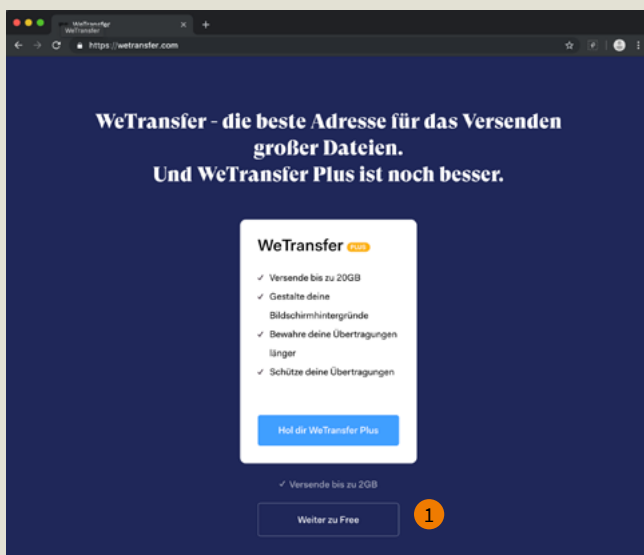 WeTransfer
WeTransfer
https://wetransfer.com
WeTransfer - die beste Adresse für das Versenden
großer Dateien.
Und WeTransfer Plus ist noch besser.
WeTransfer PLUS
✓ Versende bis zu 20GB
✓ Gestalte deine
Bildschirmhintergründe
✓ Bewahre deine Übertragungen
länger
✓ Schütze deine Übertragungen
Hol dir WeTransfer Plus
✓ Versende bis zu 2GB
Weiter zu Free
1